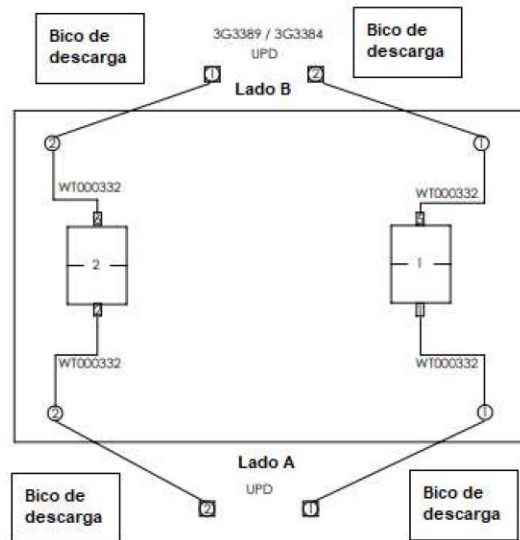 Bico de
descarga
3G3389 / 3G3384
UPD
Bico de
descarga
1
2
Lado B
2
1
WT000332
WT000332
2
1
2
1
WT000332
WT000332
2
1
Lado A
UPD
Bico de
descarga
2
1
Bico de
descarga